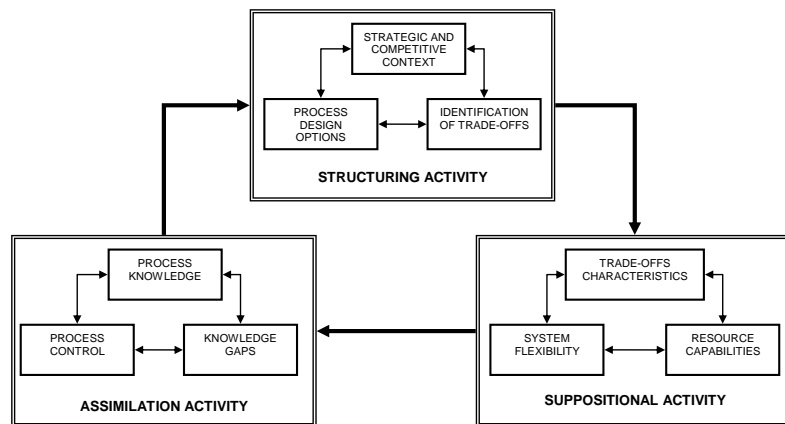 STRATEGIC AND
COMPETITIVE
CONTEXT
PROCESS
DESIGN
OPTIONS
IDENTIFICATION
OF TRADE-OFFS
STRUCTURING ACTIVITY
PROCESS
KNOWLEDGE
PROCESS
CONTROL
KNOWLEDGE
GAPS
ASSIMILATION ACTIVITY
TRADE-OFFS
CHARACTERISTICS
SYSTEM
FLEXIBILITY
RESOURCE
CAPABILITIES
SUPPOSITIONAL ACTIVITY